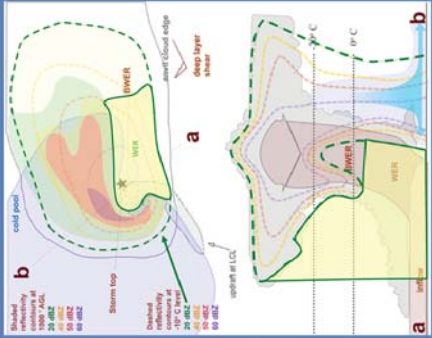 Shaded
reflectivity
contours at
1000 ' AGL
20 dBZ
40 dBZ
50 dBZ
60 dBZ
b
cold pool
Storm top
Dashed
reflectivity
contours at
-10° C level
20 dBZ
40 dBZ
50 dBZ
60 dBZ
BWER
WER
anvil cloud edge
deep layer
shear
a
updraft at LCL
0° C
BWER
WER
inflow
a
b